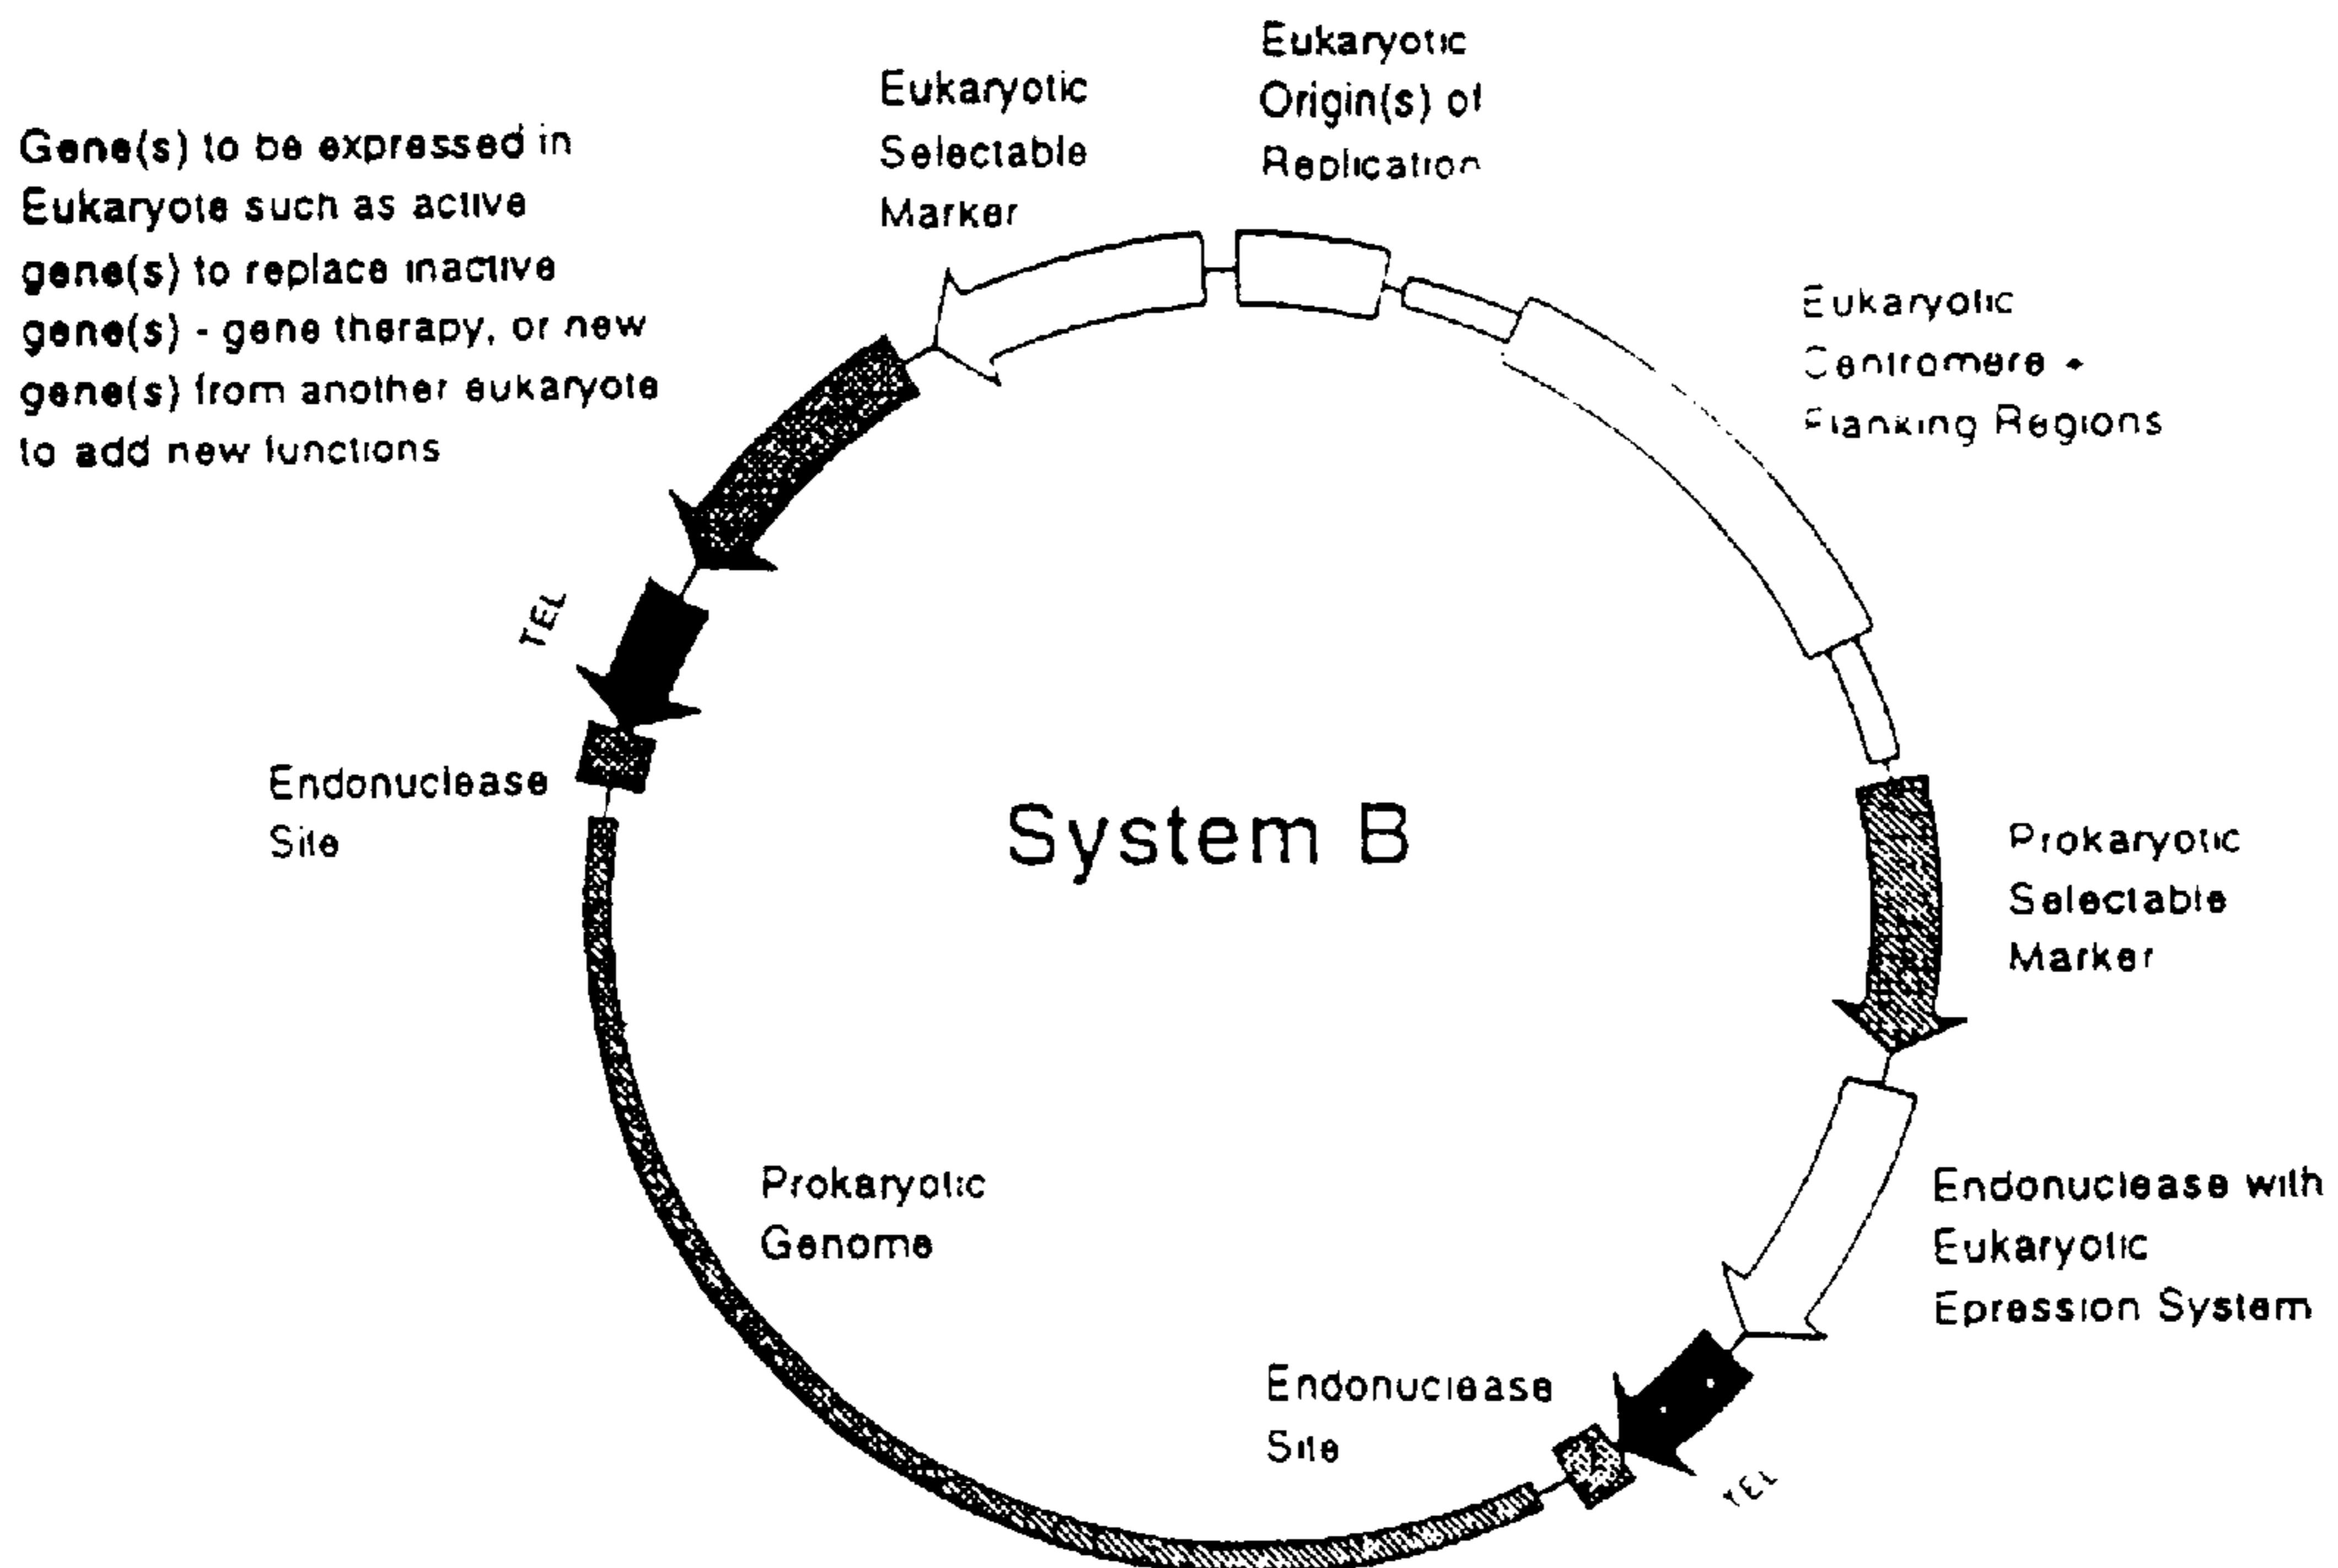 Gene(s) to be expressed in
Eukaryote such as active
gene(s) to replace inactive
gene(s) - gene therapy, or new
gene(s) from another eukaryote
to add new functions
Eukaryotic
Selectable
Marker
Eukaryotic
Origin(s) of
Replication
Eukaryotic
Centromere +
Flanking Regions
TEL
Endonuclease
Site
System B
Prokaryotic
Selectable
Marker
Prokaryotic
Genome
Endonuclease with
Eukaryotic
Epression System
Endonuclease
Site
TEL